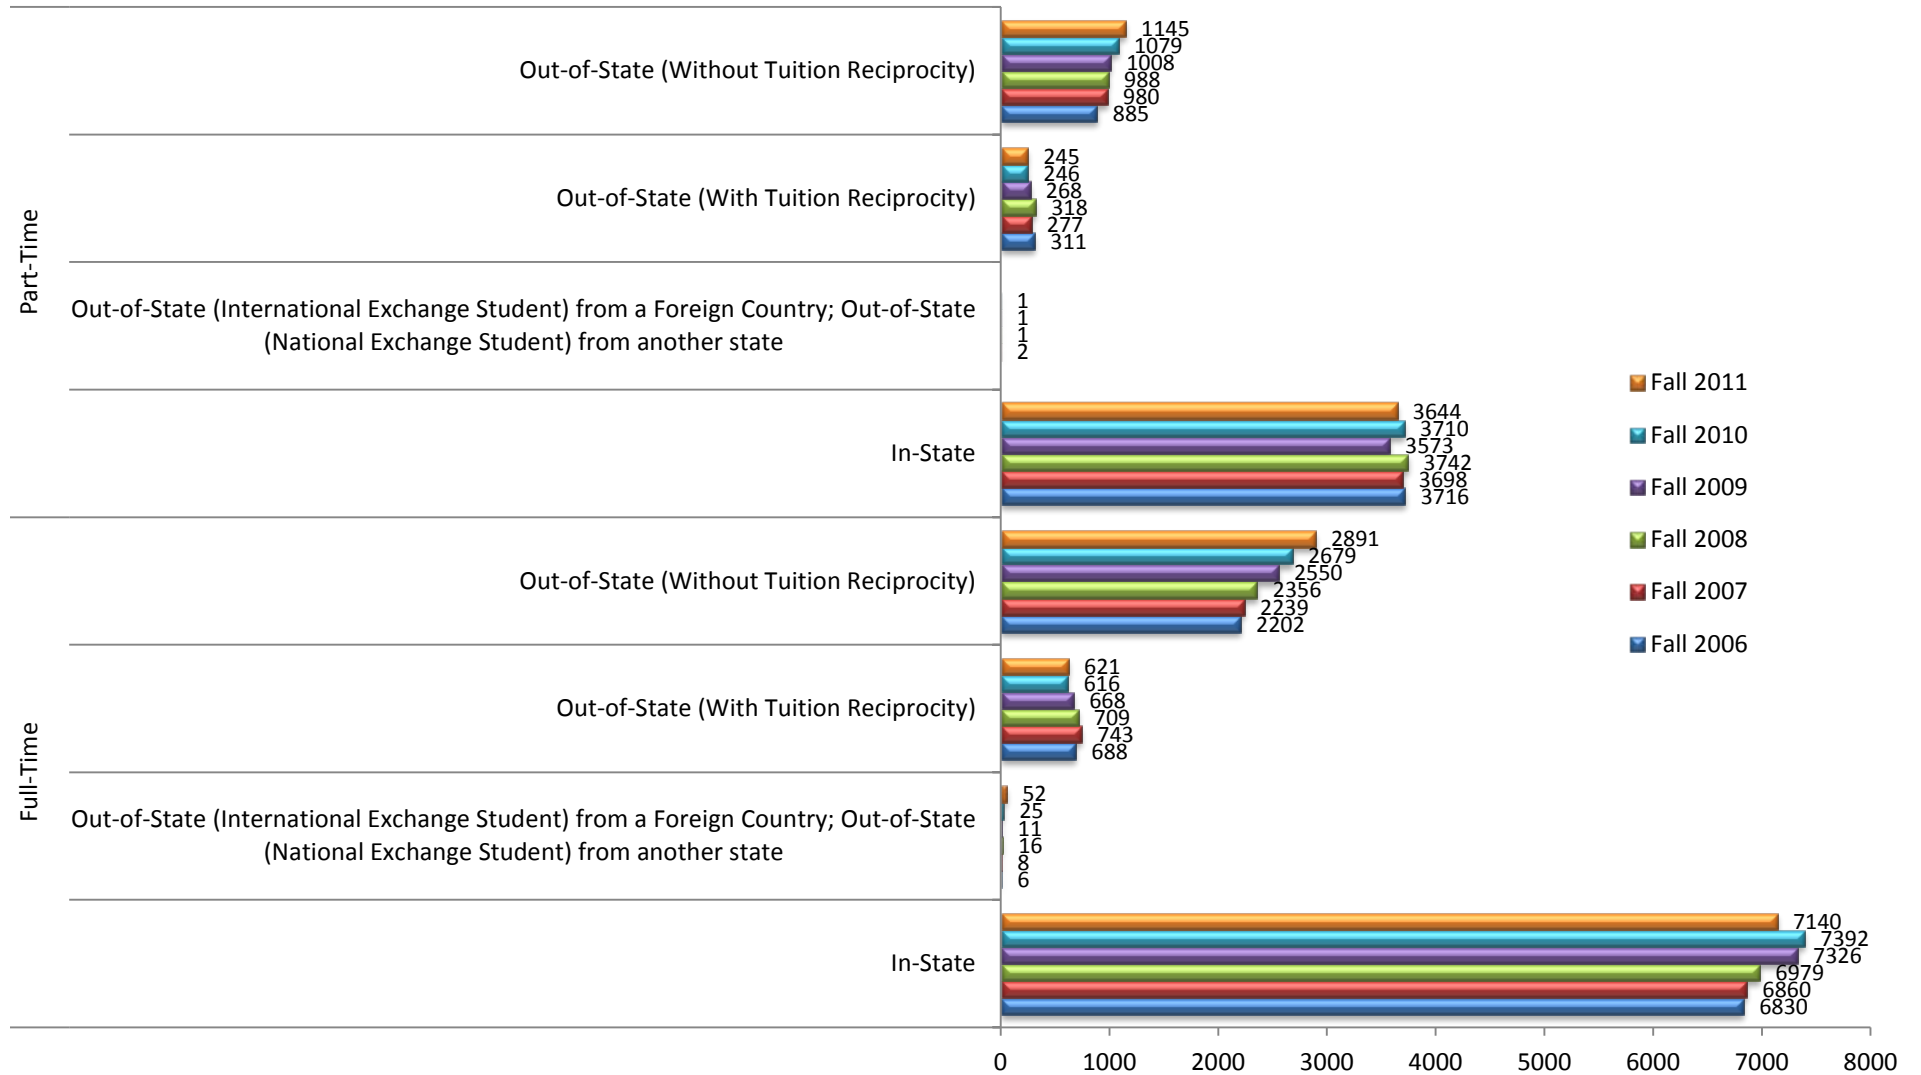 Part-Time
Out-of-State (Without Tuition Reciprocity)
1145
1079
1008
988
980
885
Out-of-State (With Tuition Reciprocity)
245
246
268
318
277
311
Out-of-State (International Exchange Student) from a Foreign Country; Out-of-State
(National Exchange Student) from another state
1
1
1
2
In-State
3644
3710
3573
3742
3698
3716
Full-Time
Out-of-State (Without Tuition Reciprocity)
2891
2679
2550
2356
2239
2202
Out-of-State (With Tuition Reciprocity)
621
616
668
709
743
688
Out-of-State (International Exchange Student) from a Foreign Country; Out-of-State
(National Exchange Student) from another state
52
25
11
16
8
6
In-State
7140
7392
7326
6979
6860
6830
0 1000 2000 3000 4000 5000 6000 7000 8000
Fall 2011
Fall 2010
Fall 2009
Fall 2008
Fall 2007
Fall 2006